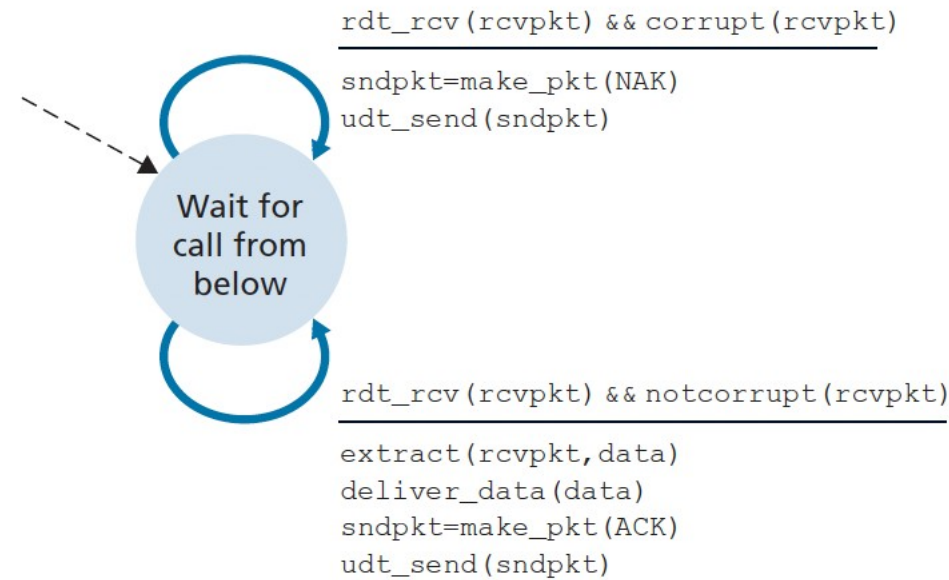 rdt_rcv(rcvpkt) && corrupt(rcvpkt)
sndpkt=make_pkt(NAK)
udt_send(sndpkt)
Wait for
call from
below
rdt_rcv(rcvpkt) && notcorrupt(rcvpkt)
extract(rcvpkt,data)
deliver_data(data)
sndpkt=make_pkt(ACK)
udt_send(sndpkt)